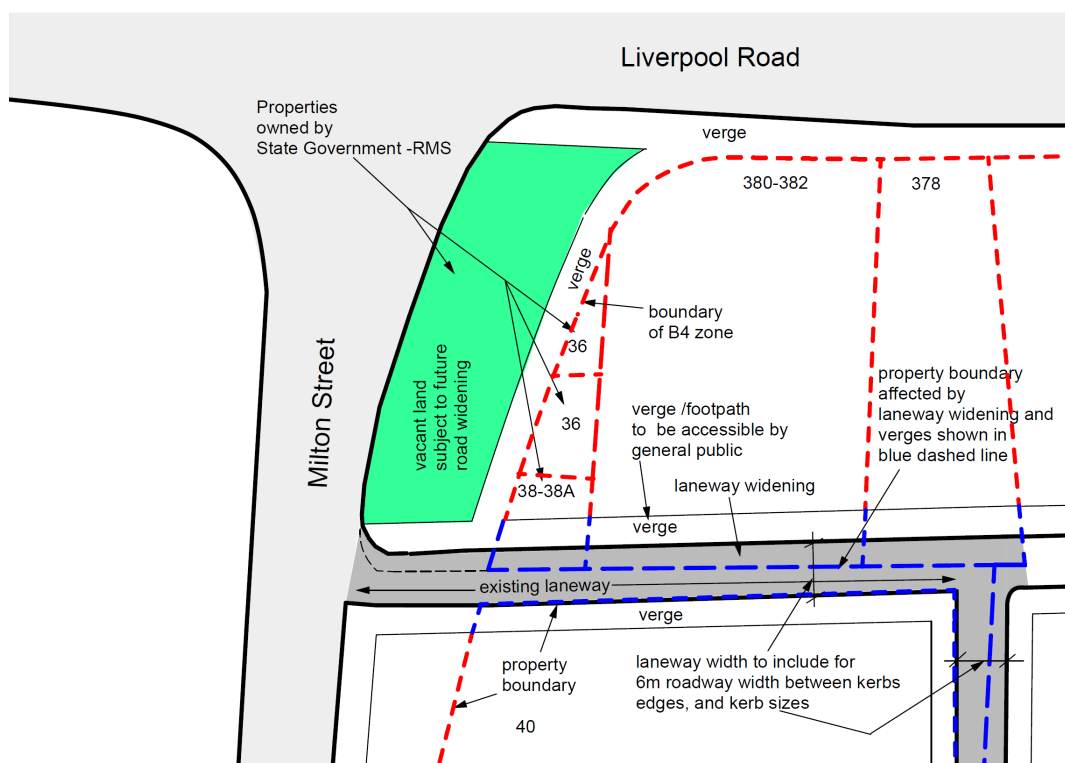 Liverpool Road
Properties
owned by
State Government -RMS
verge
380-382
378
verge
boundary
of B4 zone
36
36
38-38A
Milton Street
vacant land
subject to future
road widening
property boundary
affected by
laneway widening and
verges shown in
blue dashed line
verge /footpath
to be accessible by
general public
laneway widening
verge
existing laneway
verge
property
boundary
40
laneway width to include for
6m roadway width between kerbs
edges, and kerb sizes